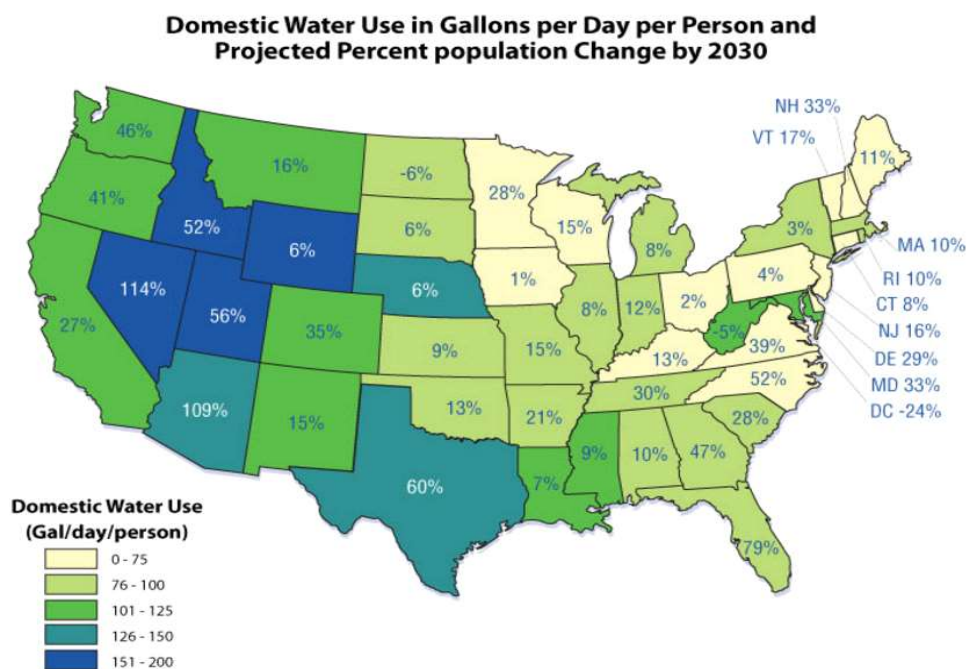 Domestic Water Use in Gallons per Day per Person and
Projected Percent population Change by 2030
NH 33%
VT 17%
46%
16%
-6%
28%
11%
41%
52%
6%
6%
15%
8%
3%
MA 10%
RI 10%
CT 8%
NJ 16%
DE 29%
MD 33%
DC -24%
114%
56%
6%
1%
4%
27%
35%
9%
15%
8%
12%
2%
-5%
39%
13%
109%
15%
13%
21%
30%
52%
28%
60%
7%
9%
10%
47%
79%
Domestic Water Use
(Gal/day/person)
0 - 75
76 - 100
101 - 125
126 - 150
151 - 200